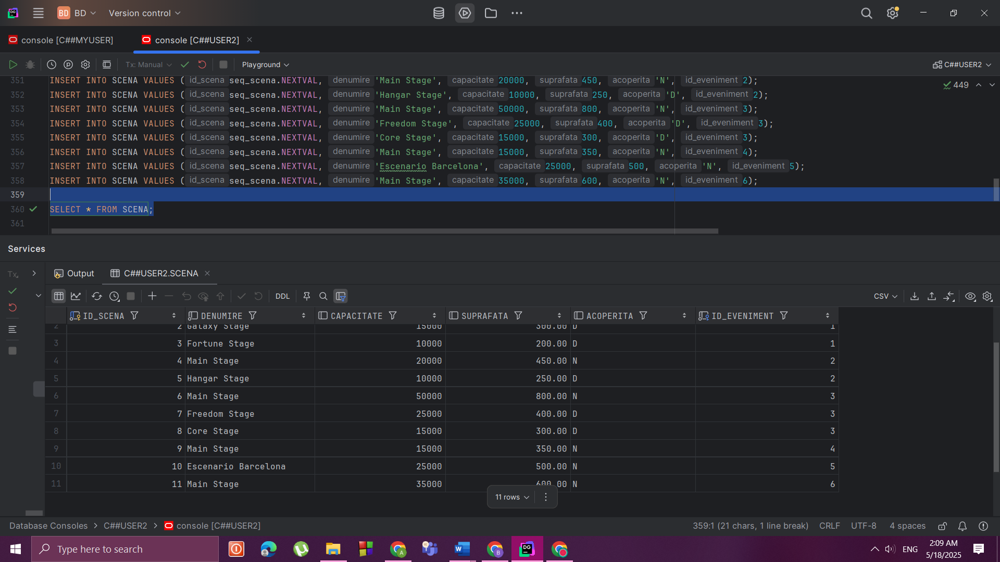 BD BD Version control
console [C##MYUSER] console [C##USER2]
Tx: Manual Playground C##USER2
351 INSERT INTO SCENA VALUES ( id_scena seq_scena.NEXTVAL, denumire 'Main Stage', capacitate 20000, suprafata 450, acoperita 'N', id_eveniment 2); 449
352 INSERT INTO SCENA VALUES ( id_scena seq_scena.NEXTVAL, denumire 'Hangar Stage', capacitate 10000, suprafata 250, acoperita 'D', id_eveniment 2);
353 INSERT INTO SCENA VALUES ( id_scena seq_scena.NEXTVAL, denumire 'Main Stage', capacitate 50000, suprafata 800, acoperita 'N', id_eveniment 3);
354 INSERT INTO SCENA VALUES ( id_scena seq_scena.NEXTVAL, denumire 'Freedom Stage', capacitate 25000, suprafata 400, acoperita 'D', id_eveniment 3);
355 INSERT INTO SCENA VALUES ( id_scena seq_scena.NEXTVAL, denumire 'Core Stage', capacitate 15000, suprafata 300, acoperita 'D', id_eveniment 3);
356 INSERT INTO SCENA VALUES ( id_scena seq_scena.NEXTVAL, denumire 'Main Stage', capacitate 15000, suprafata 350, acoperita 'N', id_eveniment 4);
357 INSERT INTO SCENA VALUES ( id_scena seq_scena.NEXTVAL, denumire 'Escenario Barcelona', capacitate 25000, suprafata 500, acoperita 'N', id_eveniment 5);
358 INSERT INTO SCENA VALUES ( id_scena seq_scena.NEXTVAL, denumire 'Main Stage', capacitate 35000, suprafata 600, acoperita 'N', id_eveniment 6);
359
360 SELECT * FROM SCENA;
361
Services
Tx Output C##USER2.SCENA
DDL CSV
ID_SCENA DENUMIRE CAPACITATE SUPRAFATA ACOPERITA ID_EVENIMENT
2 2 Galaxy Stage 15000 300.00 D 1
3 3 Fortune Stage 10000 200.00 D 1
4 4 Main Stage 20000 450.00 N 2
5 5 Hangar Stage 10000 250.00 D 2
6 6 Main Stage 50000 800.00 N 3
7 7 Freedom Stage 25000 400.00 D 3
8 8 Core Stage 15000 300.00 D 3
9 9 Main Stage 15000 350.00 N 4
10 10 Escenario Barcelona 25000 500.00 N 5
11 11 Main Stage 35000 600.00 N 6
11 rows
Database Consoles C##USER2 console [C##USER2] 359:1 (21 chars, 1 line break) CRLF UTF-8 4 spaces
Type here to search ENG 2:09 AM
5/18/2025